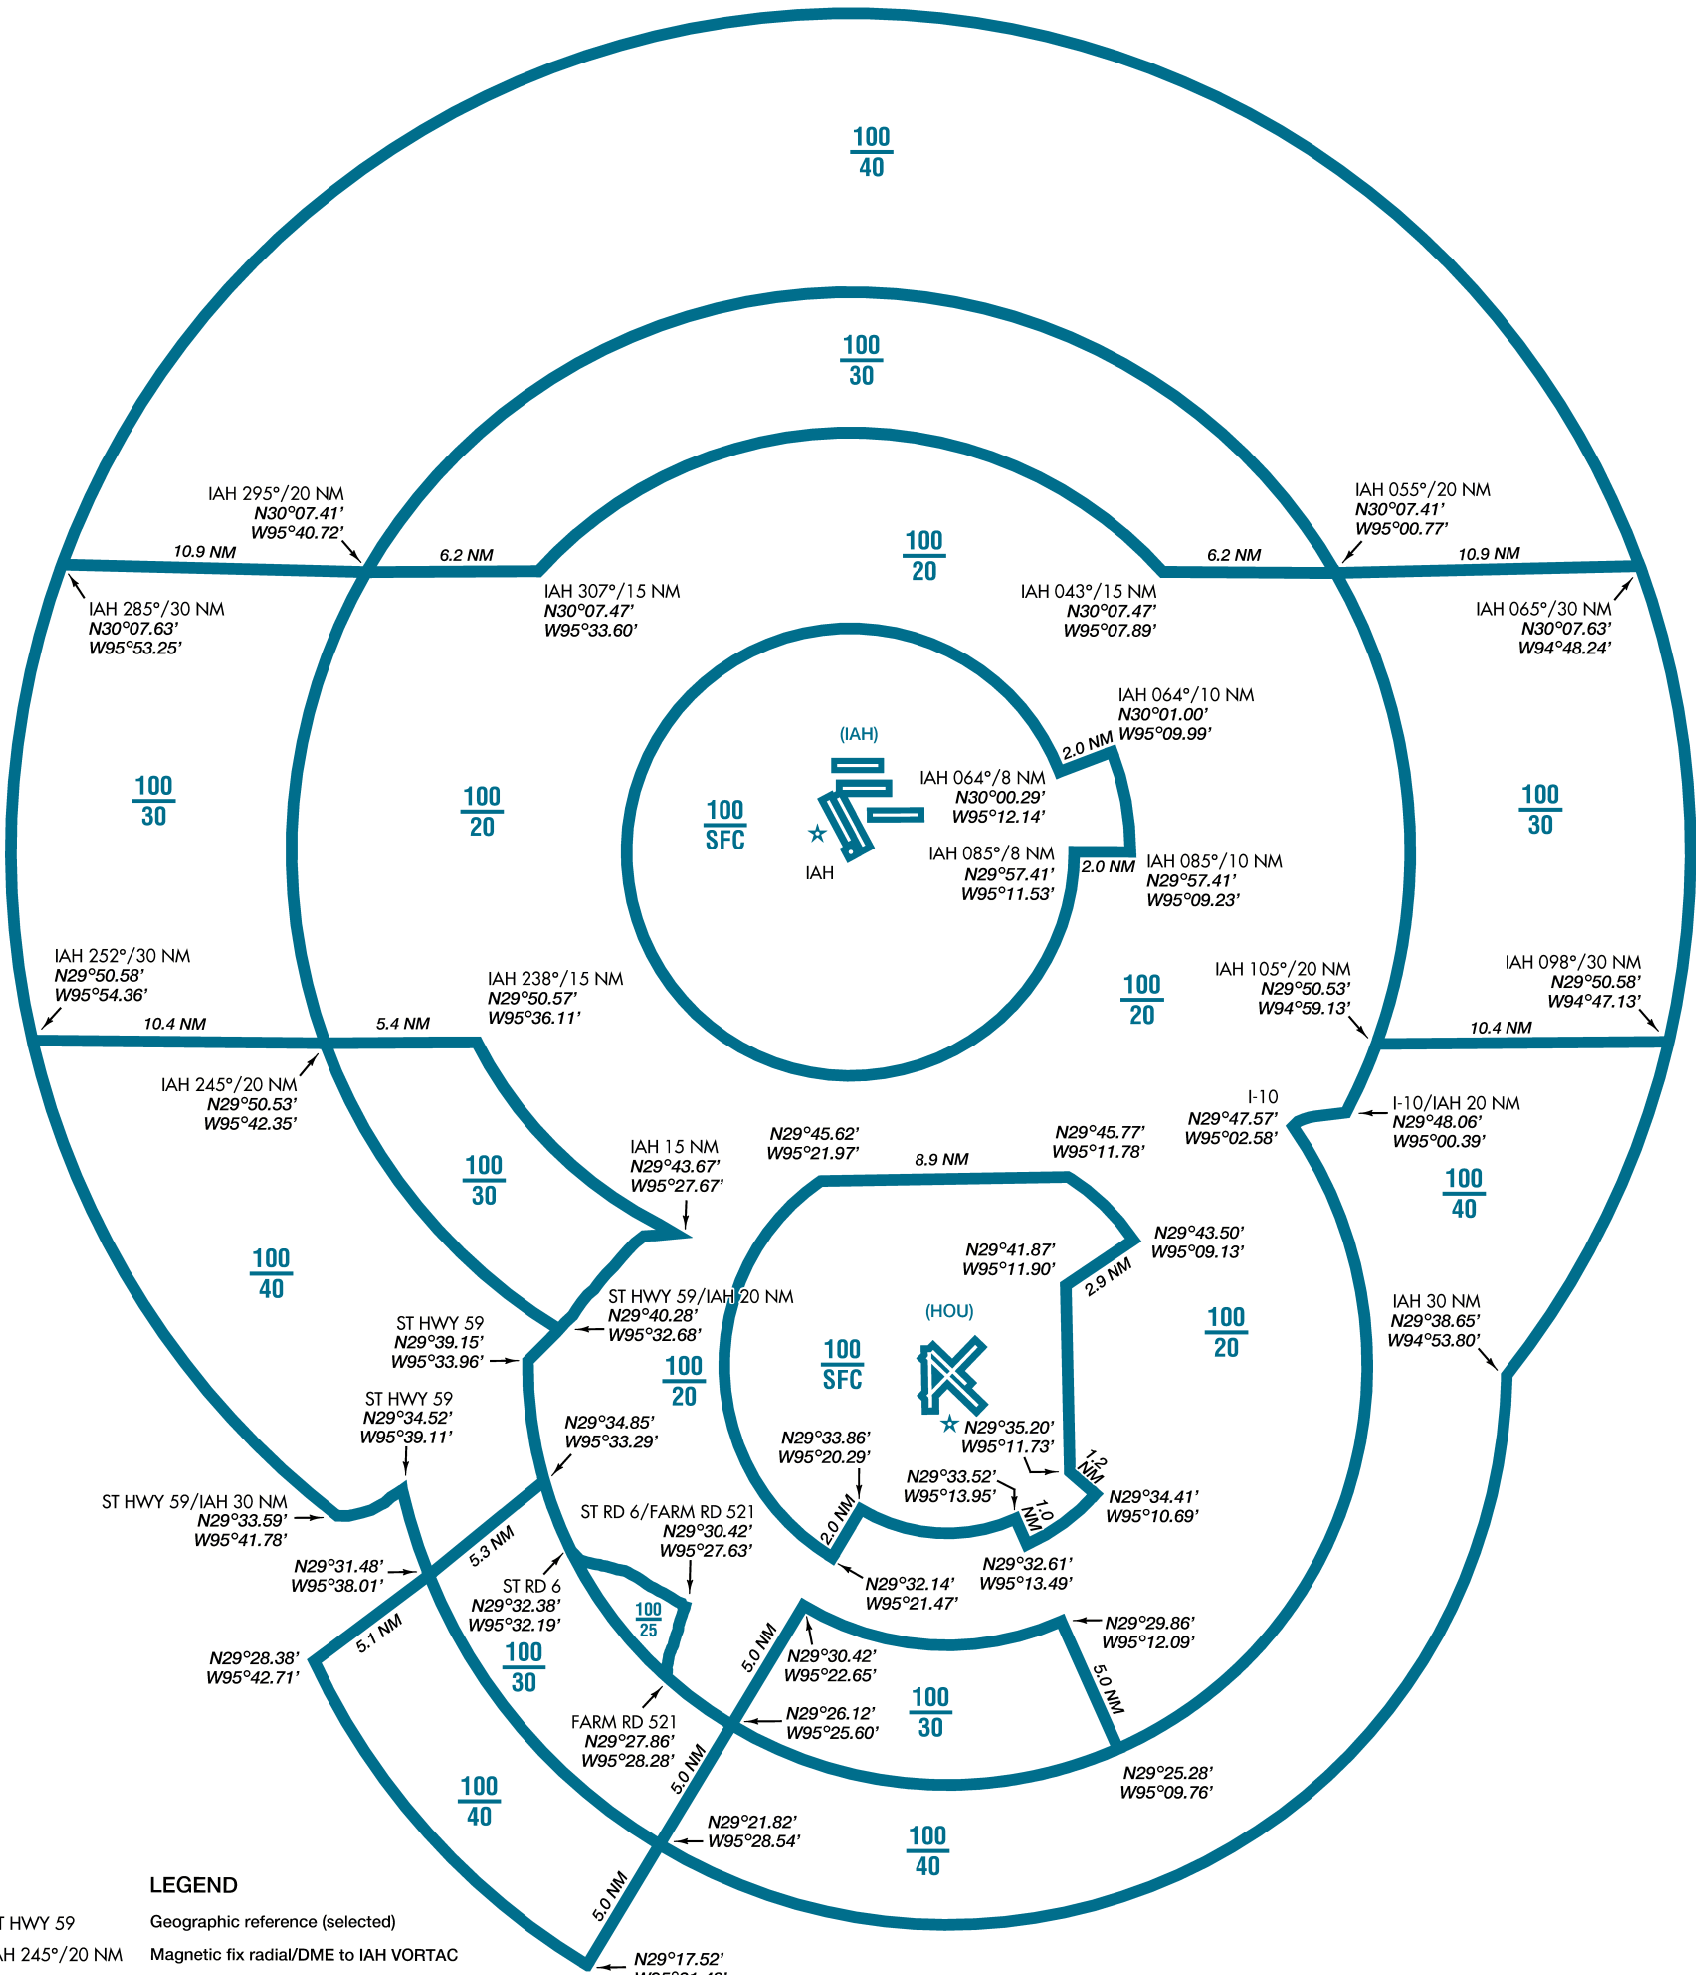 100
40
100
30
IAH 295°/20 NM
N30°07.41'
W95°40.72'
10.9 NM
6.2 NM
IAH 285°/30 NM
N30°07.63'
W95°53.25'
IAH 307°/15 NM
N30°07.47'
W95°33.60'
100
20
IAH 055°/20 NM
N30°07.41'
W95°00.77'
6.2 NM
10.9 NM
IAH 043°/15 NM
N30°07.47'
W95°07.89'
IAH 065°/30 NM
N30°07.63'
W94°48.24'
100
30
100
20
(IAH)
100
SFC
IAH
IAH 064°/10 NM
N30°01.00'
W95°09.99'
2.0 NM
IAH 064°/8 NM
N30°00.29'
W95°12.14'
IAH 085°/8 NM
N29°57.41'
W95°11.53'
2.0 NM
IAH 085°/10 NM
N29°57.41'
W95°09.23'
100
30
IAH 252°/30 NM
N29°50.58'
W95°54.36'
10.4 NM
5.4 NM
IAH 238°/15 NM
N29°50.57'
W95°36.11'
IAH 245°/20 NM
N29°50.53'
W95°42.35'
100
20
IAH 105°/20 NM
N29°50.53'
W94°59.13'
IAH 098°/30 NM
N29°50.58'
W94°47.13'
10.4 NM
I-10
N29°47.57'
W95°02.58'
I-10/IAH 20 NM
N29°48.06'
W95°00.39'
100
40
100
30
IAH 15 NM
N29°43.67'
W95°27.67'
N29°45.62'
W95°21.97'
8.9 NM
N29°45.77'
W95°11.78'
N29°43.50'
W95°09.13'
N29°41.87'
W95°11.90'
2.9 NM
100
40
ST HWY 59/IAH 20 NM
N29°40.28'
W95°32.68'
ST HWY 59
N29°39.15'
W95°33.96'
(HOU)
100
SFC
100
20
100
20
IAH 30 NM
N29°38.65'
W94°53.80'
ST HWY 59
N29°34.52'
W95°39.11'
N29°34.85'
W95°33.29'
N29°33.86'
W95°20.29'
N29°35.20'
W95°11.73'
1.2
NM
N29°33.52'
W95°13.95'
1.0
NM
N29°34.41'
W95°10.69'
ST HWY 59/IAH 30 NM
N29°33.59'
W95°41.78'
5.3 NM
ST RD 6/FARM RD 521
N29°30.42'
W95°27.63'
2.0 NM
N29°32.61'
W95°13.49'
N29°31.48'
W95°38.01'
ST RD 6
N29°32.38'
W95°32.19'
N29°32.14'
W95°21.47'
100
25
5.1 NM
N29°28.38'
W95°42.71'
100
30
5.0 NM
N29°30.42'
W95°22.65'
N29°29.86'
W95°12.09'
5.0 NM
100
30
FARM RD 521
N29°27.86'
W95°28.28'
N29°26.12'
W95°25.60'
5.0 NM
N29°25.28'
W95°09.76'
100
40
N29°21.82'
W95°28.54'
100
40
5.0 NM
N29°17.52'
LEGEND
HWY 59
Geographic reference (selected)
245°/20 NM
Magnetic fix radial/DME to IAH VORTAC